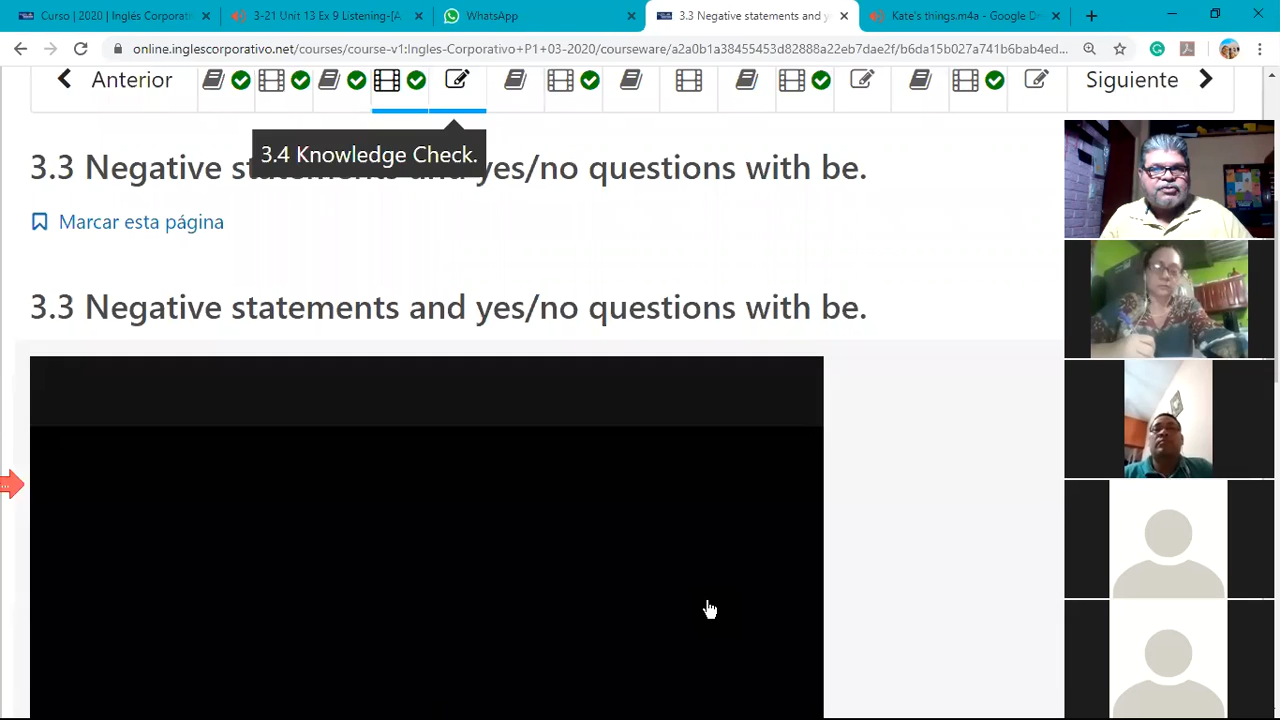 Curso | 2020 | Inglés Corporati
3-21 Unit 13 Ex 9 Listening-[A
WhatsApp
3.3 Negative statements and y
Kate's things.m4a - Google Dr
online.inglescorporativo.net/courses/course-v1:Ingles-Corporativo+P1+03-2020/courseware/a2a0b1a38455453d82888a22eb7dae2f/b6da15b027a741b6bab4ed...
Anterior
Siguiente
3.4 Knowledge Check.
3.3 Negative statements and yes/no questions with be.
Marcar esta página
3.3 Negative statements and yes/no questions with be.